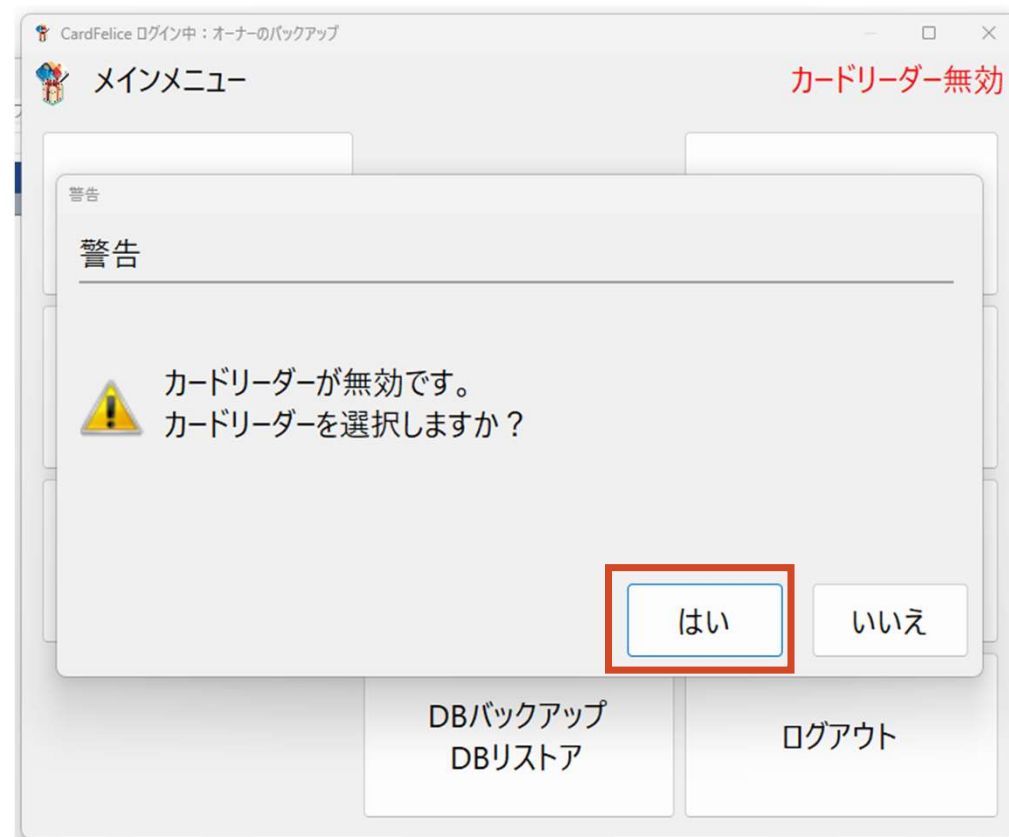 CardFelice ログイン中：オーナーのバックアップ
メインメニュー
カードリーダー無効
警告
警告
カードリーダーが無効です。
カードリーダーを選択しますか？
はい
いいえ
DBバックアップ
DBリストア
ログアウト